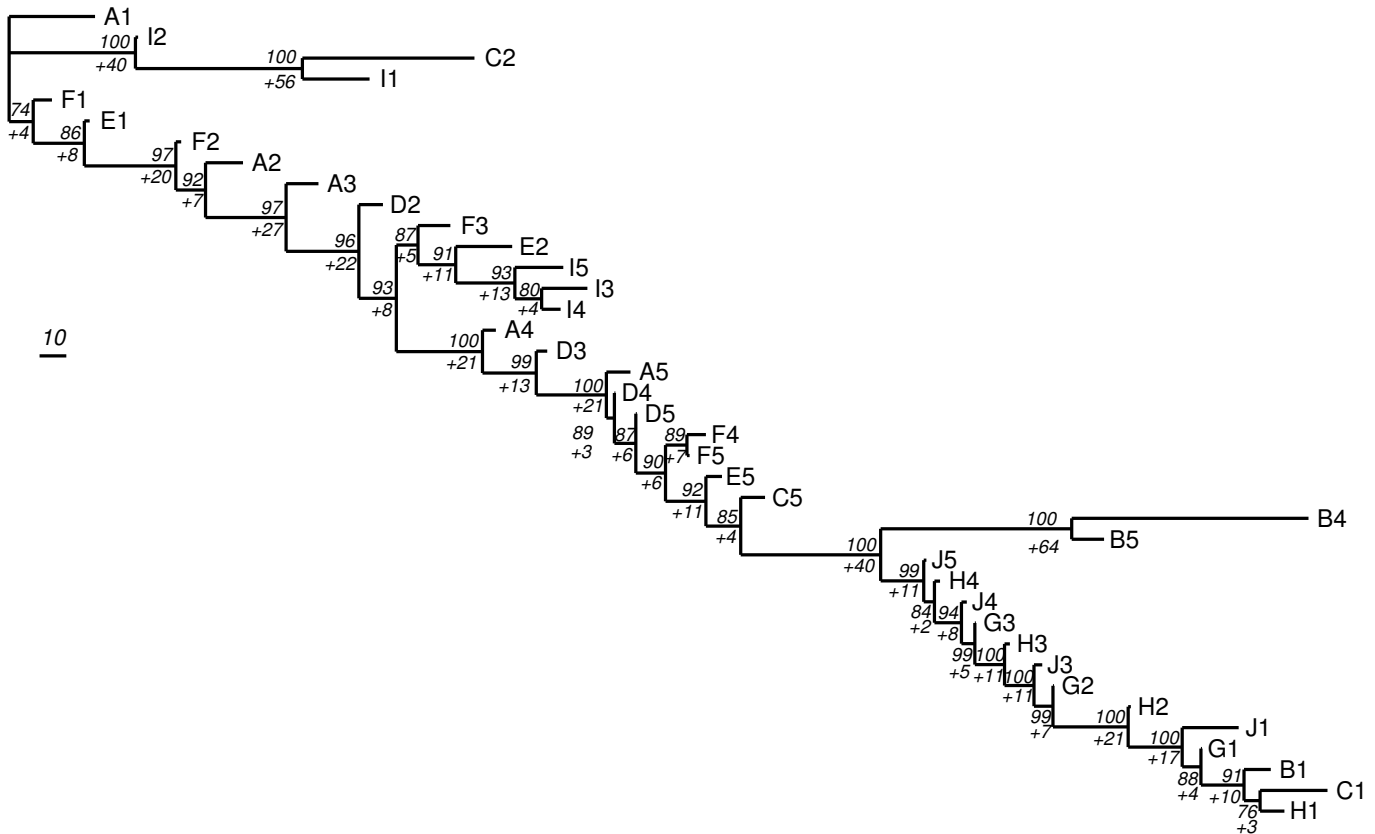 A1
100 I2
+40
100 C2
+56 I1
74 F1
+4
86 E1
+8
97 F2
+20
92 A2
+7
97 A3
+27
96 D2
+22
93
+8
87 F3
+5
91 E2
+11
93 I5
+13
80 I3
+4 I4
10
100 A4
+21
99 D3
+13
100 A5
+21
D4
89
+3
87 D5
+6
90
+6
89 F4
+7 F5
92 E5
+11
85 C5
+4
100
+40
100 B4
+64 B5
99 J5
+11
84 H4
+2
94 J4
+8
99 G3
+5
100 H3
+11
100 J3
+11
99 G2
+7
100 H2
+21
100 J1
+17
88 G1
+4
91 B1
+10
76 C1
+3 H1